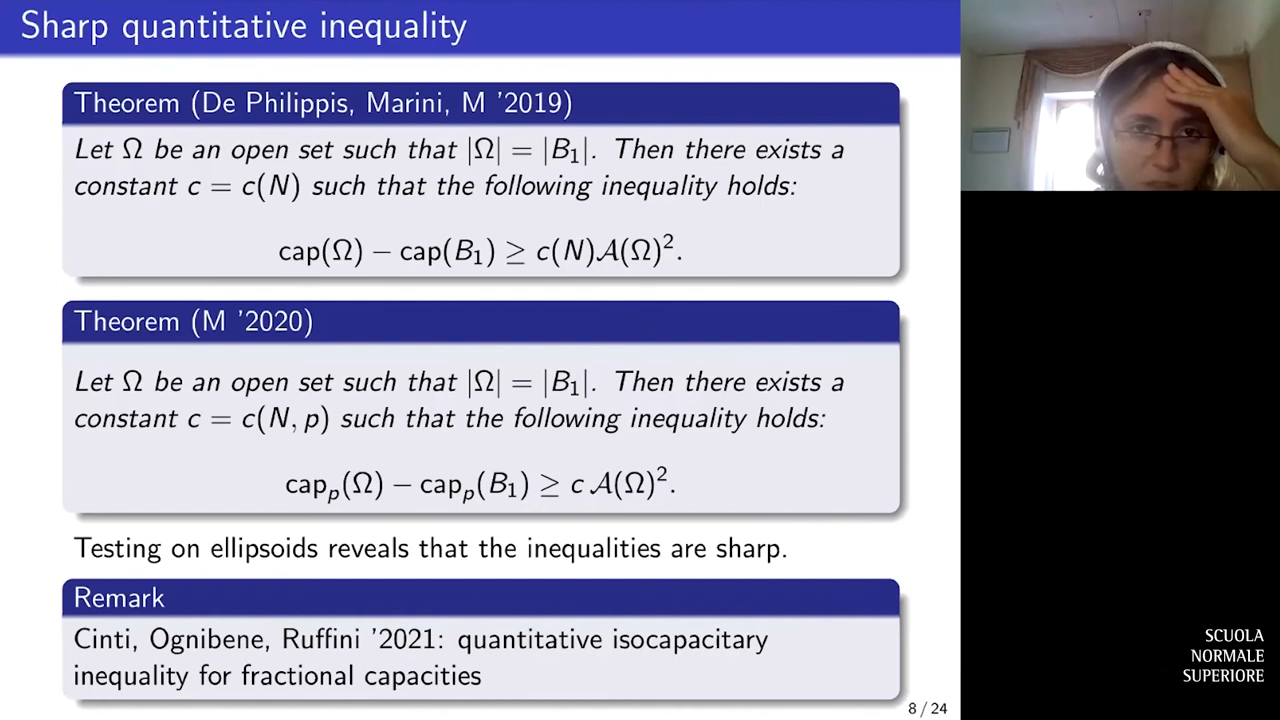 Sharp quantitative inequality
Theorem (De Philippis, Marini, M '2019)
Let Ω be an open set such that |Ω| = |B₁|. Then there exists a
constant c = c(N) such that the following inequality holds:
cap(Ω) − cap(B₁) ≥ c(N)𝒜(Ω)².
Theorem (M '2020)
Let Ω be an open set such that |Ω| = |B₁|. Then there exists a
constant c = c(N, p) such that the following inequality holds:
capₚ(Ω) − capₚ(B₁) ≥ c 𝒜(Ω)².
Testing on ellipsoids reveals that the inequalities are sharp.
Remark
Cinti, Ognibene, Ruffini '2021: quantitative isocapacitary
inequality for fractional capacities
8 / 24
SCUOLA
NORMALE
SUPERIORE